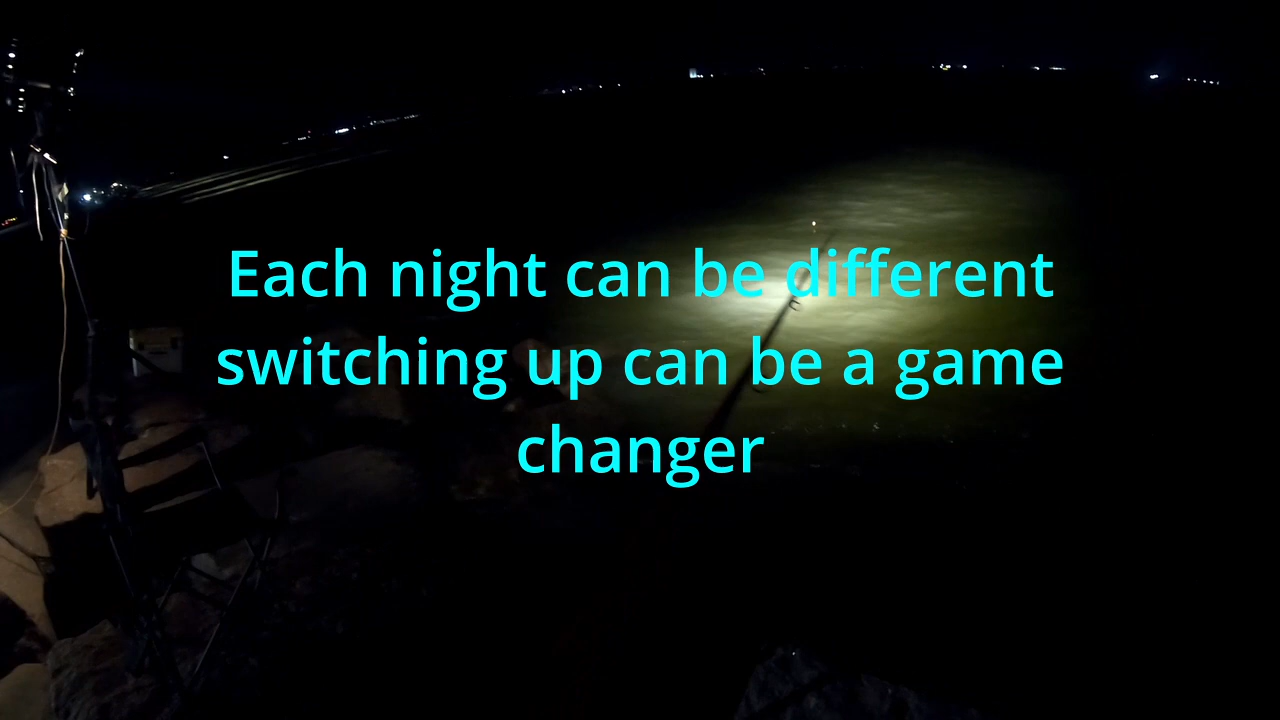 Each night can be different
switching up can be a game
changer